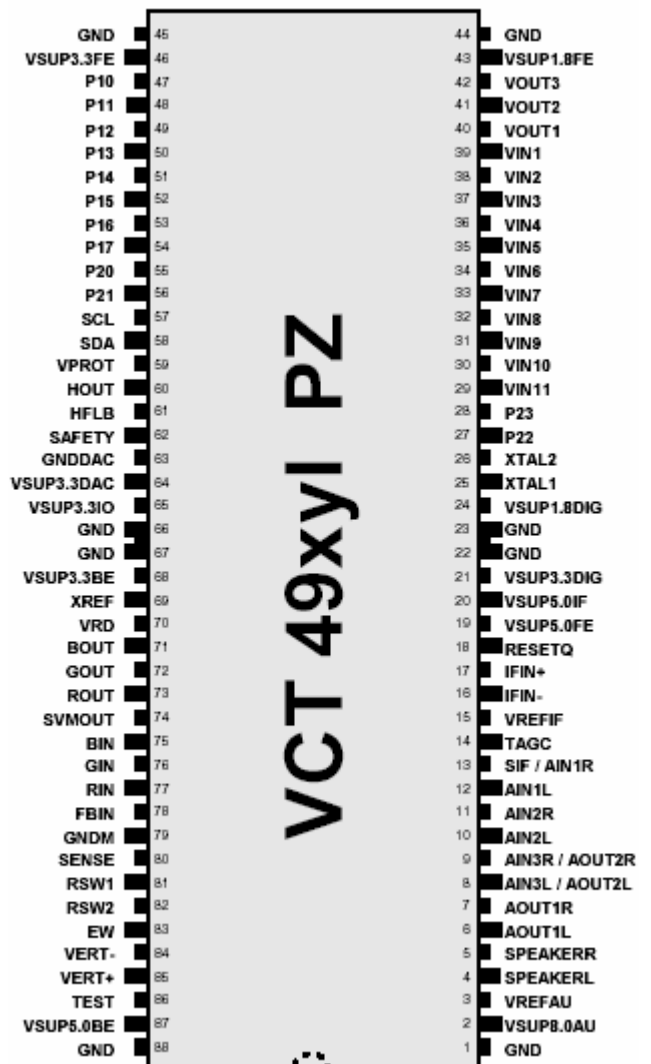 GND 45 44 GND
VSUP3.3FE 46 43 VSUP1.8FE
P10 47 42 VOUT3
P11 48 41 VOUT2
P12 49 40 VOUT1
P13 50 39 VIN1
P14 51 38 VIN2
P15 52 37 VIN3
P16 53 36 VIN4
P17 54 35 VIN5
P20 55 34 VIN6
P21 56 33 VIN7
SCL 57 32 VIN8
SDA 58 31 VIN9
VPROT 59 30 VIN10
HOUT 60 29 VIN11
HFLB 61 28 P23
SAFETY 62 27 P22
GNDDAC 63 26 XTAL2
VSUP3.3DAC 64 25 XTAL1
VSUP3.3IO 65 24 VSUP1.8DIG
GND 66 23 GND
GND 67 22 GND
VSUP3.3BE 68 21 VSUP3.3DIG
XREF 69 20 VSUP5.0IF
VRD 70 19 VSUP5.0FE
BOUT 71 18 RESETQ
GOUT 72 17 IFIN+
ROUT 73 16 IFIN-
SVMOUT 74 15 VREFIF
BIN 75 14 TAGC
GIN 76 13 SIF / AIN1R
RIN 77 12 AIN1L
FBIN 78 11 AIN2R
GNDM 79 10 AIN2L
SENSE 80 9 AIN3R / AOUT2R
RSW1 81 8 AIN3L / AOUT2L
RSW2 82 7 AOUT1R
EW 83 6 AOUT1L
VERT- 84 5 SPEAKERR
VERT+ 85 4 SPEAKERL
TEST 86 3 VREFAU
VSUP5.0BE 87 2 VSUP8.0AU
GND 88 1 GND
VCT 49xyI PZ